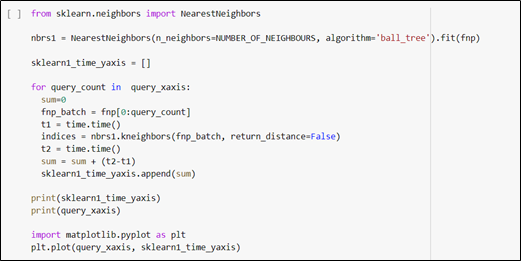 [ ] from sklearn.neighbors import NearestNeighbors
nbrs1 = NearestNeighbors(n_neighbors=NUMBER_OF_NEIGHBOURS, algorithm='ball_tree').fit(fnp)
sklearn1_time_yaxis = []
for query_count in  query_xaxis:
  sum=0
  fnp_batch = fnp[0:query_count]
  t1 = time.time()
  indices = nbrs1.kneighbors(fnp_batch, return_distance=False)
  t2 = time.time()
  sum = sum + (t2-t1)
  sklearn1_time_yaxis.append(sum)
print(sklearn1_time_yaxis)
print(query_xaxis)
import matplotlib.pyplot as plt
plt.plot(query_xaxis, sklearn1_time_yaxis)